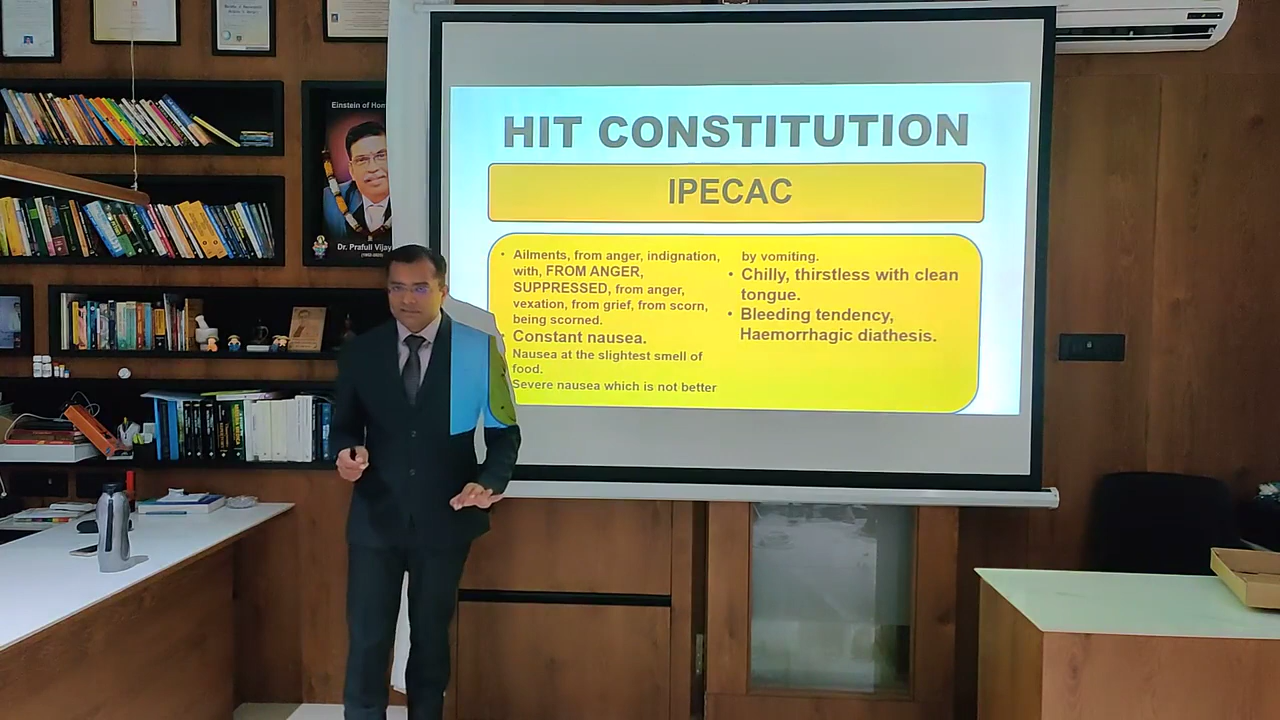 Einstein of Hom
Dr. Prafull Vijay
HIT CONSTITUTION
IPECAC
• Ailments, from anger, indignation,
with, FROM ANGER,
SUPPRESSED, from anger,
vexation, from grief, from scorn,
being scorned.
Constant nausea.
Nausea at the slightest smell of
food.
Severe nausea which is not better
by vomiting.
• Chilly, thirstless with clean
tongue.
• Bleeding tendency,
Haemorrhagic diathesis.